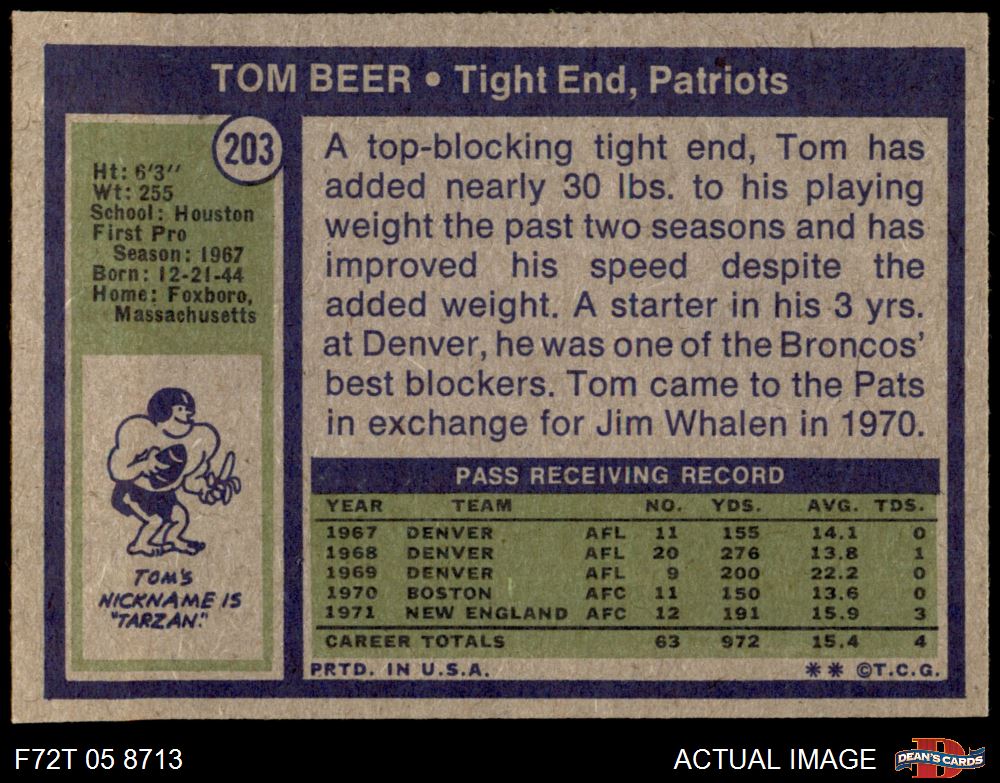 TOM BEER • Tight End, Patriots
203
Ht: 6'3''
Wt: 255
School: Houston
First Pro
Season: 1967
Born: 12-21-44
Home: Foxboro,
Massachusetts
TOM'S
NICKNAME IS
"TARZAN."
A top-blocking tight end, Tom has
added nearly 30 lbs. to his playing
weight the past two seasons and has
improved his speed despite the
added weight. A starter in his 3 yrs.
at Denver, he was one of the Broncos'
best blockers. Tom came to the Pats
in exchange for Jim Whalen in 1970.
PASS RECEIVING RECORD
YEAR TEAM NO. YDS. AVG. TDS.
1967 DENVER AFL 11 155 14.1 0
1968 DENVER AFL 20 276 13.8 1
1969 DENVER AFL 9 200 22.2 0
1970 BOSTON AFC 11 150 13.6 0
1971 NEW ENGLAND AFC 12 191 15.9 3
CAREER TOTALS 63 972 15.4 4
PRTD. IN U.S.A. ** ©T.C.G.
F72T 05 8713 ACTUAL IMAGE D DEAN'S CARDS